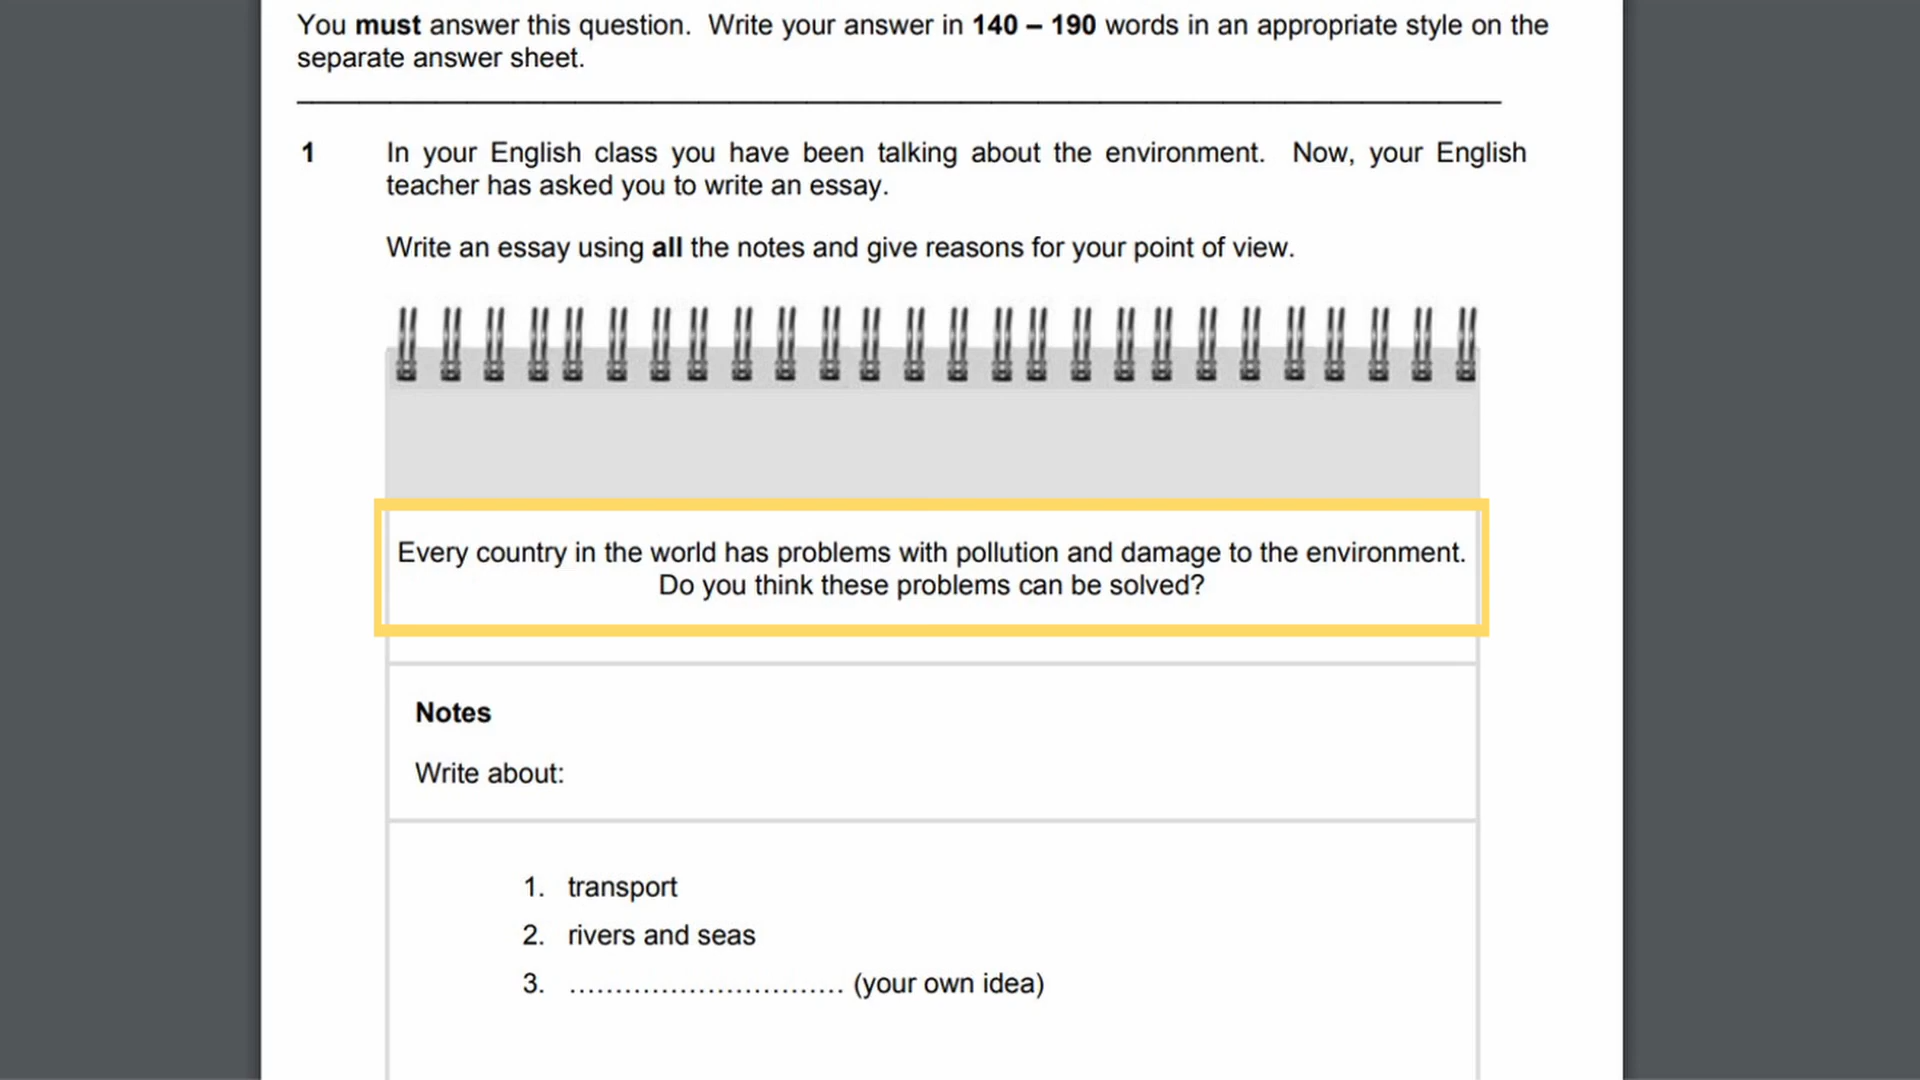 You must answer this question. Write your answer in 140 – 190 words in an appropriate style on the
separate answer sheet.
1 In your English class you have been talking about the environment. Now, your English
teacher has asked you to write an essay.
Write an essay using all the notes and give reasons for your point of view.
Every country in the world has problems with pollution and damage to the environment.
Do you think these problems can be solved?
Notes
Write about:
1. transport
2. rivers and seas
3. .............................. (your own idea)